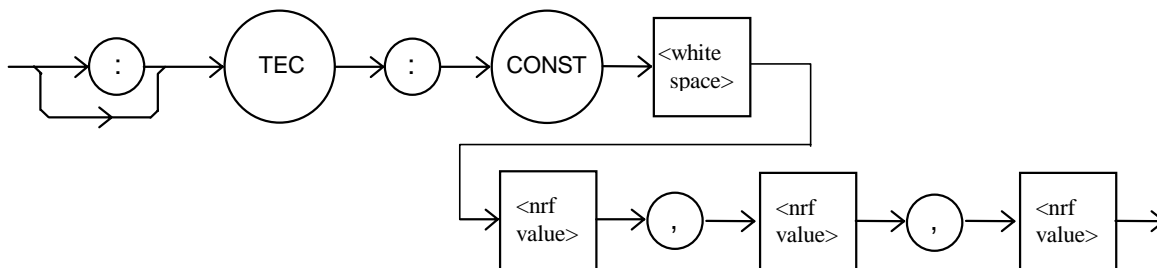 : TEC : CONST <white
space>
<nrf
value> , <nrf
value> , <nrf
value>